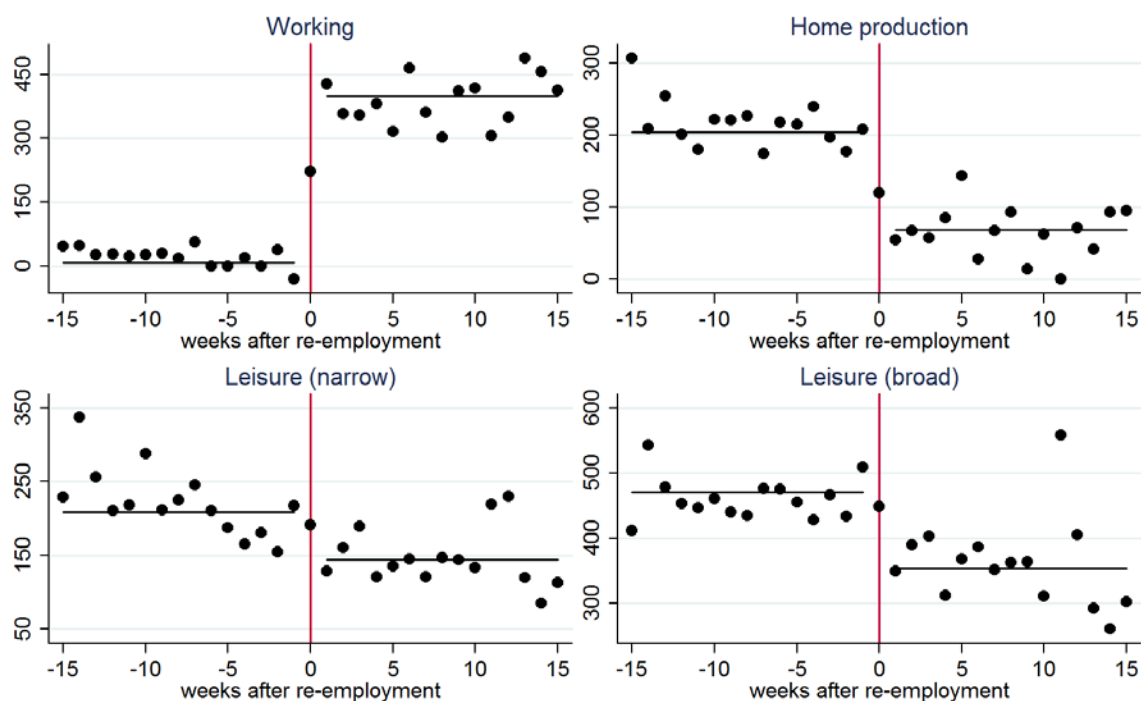 Working
450
300
150
0
-15 -10 -5 0 5 10 15
weeks after re-employment
Home production
300
200
100
0
-15 -10 -5 0 5 10 15
weeks after re-employment
Leisure (narrow)
350
250
150
50
-15 -10 -5 0 5 10 15
weeks after re-employment
Leisure (broad)
600
500
400
300
-15 -10 -5 0 5 10 15
weeks after re-employment